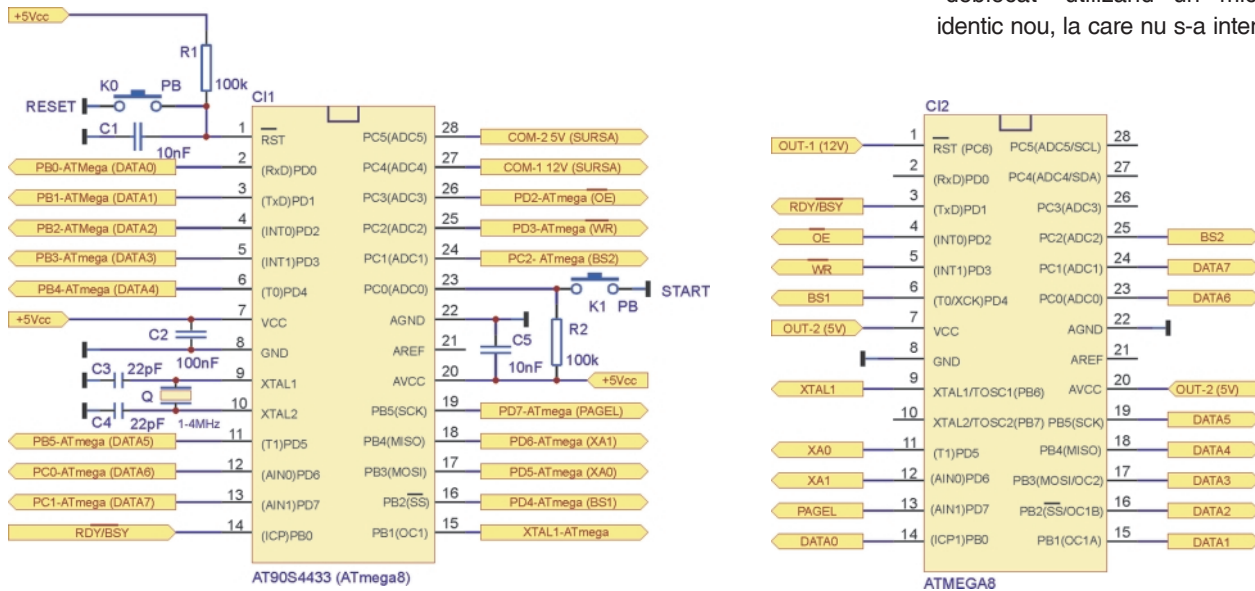 "deblocat" utilizând un
identic nou, la care nu s-a
+5Vcc
R1
100k
K0 PB
RESET
C1
10nF
CI1
1 RST PC5(ADC5) 28 COM-2 5V (SURSA)
PB0-ATMega (DATA0) 2 (RxD)PD0 PC4(ADC4) 27 COM-1 12V (SURSA)
PB1-ATMega (DATA1) 3 (TxD)PD1 PC3(ADC3) 26 PD2-ATmega (OE)
PB2-ATMega (DATA2) 4 (INT0)PD2 PC2(ADC2) 25 PD3-ATmega (WR)
PB3-ATmega (DATA3) 5 (INT1)PD3 PC1(ADC1) 24 PC2- ATmega (BS2)
PB4-ATmega (DATA4) 6 (T0)PD4 PC0(ADC0) 23
K1 PB START
+5Vcc 7 VCC AGND 22
C2 100nF
8 GND AREF 21
C5 10nF
R2 100k
C3 22pF 9 XTAL1 AVCC 20 +5Vcc
Q 1-4MHz
C4 22pF 10 XTAL2 PB5(SCK) 19 PD7-ATmega (PAGEL)
PB5-ATmega (DATA5) 11 (T1)PD5 PB4(MISO) 18 PD6-ATmega (XA1)
PC0-ATmega (DATA6) 12 (AIN0)PD6 PB3(MOSI) 17 PD5-ATmega (XA0)
PC1-ATmega (DATA7) 13 (AIN1)PD7 PB2(SS) 16 PD4-ATmega (BS1)
RDY/BSY 14 (ICP)PB0 PB1(OC1) 15 XTAL1-ATmega
AT90S4433 (ATmega8)
CI2
OUT-1 (12V) 1 RST (PC6) PC5(ADC5/SCL) 28
2 (RxD)PD0 PC4(ADC4/SDA) 27
RDY/BSY 3 (TxD)PD1 PC3(ADC3) 26
OE 4 (INT0)PD2 PC2(ADC2) 25 BS2
WR 5 (INT1)PD3 PC1(ADC1) 24 DATA7
BS1 6 (T0/XCK)PD4 PC0(ADC0) 23 DATA6
OUT-2 (5V) 7 VCC AGND 22
8 GND AREF 21
XTAL1 9 XTAL1/TOSC1(PB6) AVCC 20 OUT-2 (5V)
10 XTAL2/TOSC2(PB7) PB5(SCK) 19 DATA5
XA0 11 (T1)PD5 PB4(MISO) 18 DATA4
XA1 12 (AIN0)PD6 PB3(MOSI/OC2) 17 DATA3
PAGEL 13 (AIN1)PD7 PB2(SS/OC1B) 16 DATA2
DATA0 14 (ICP1)PB0 PB1(OC1A) 15 DATA1
ATMEGA8